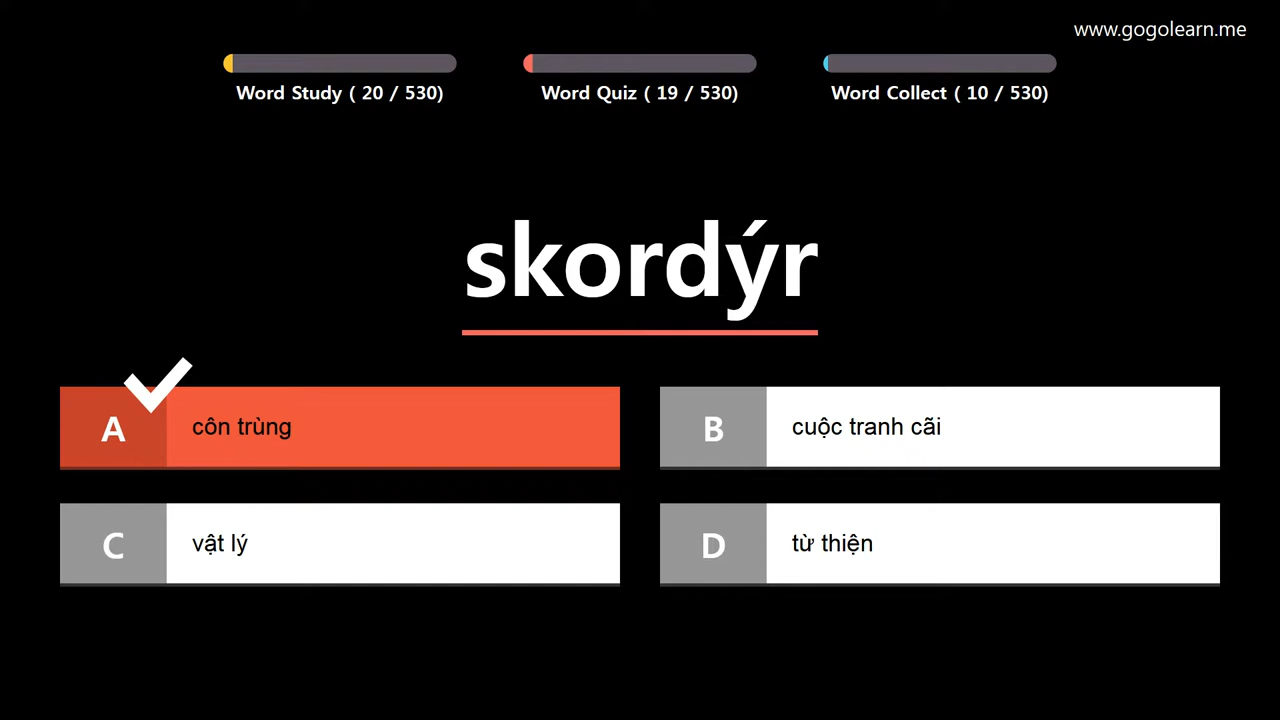 www.gogolearn.me
Word Study ( 20 / 530)
Word Quiz ( 19 / 530)
Word Collect ( 10 / 530)
skordýr
A côn trùng
B cuộc tranh cãi
C vật lý
D từ thiện